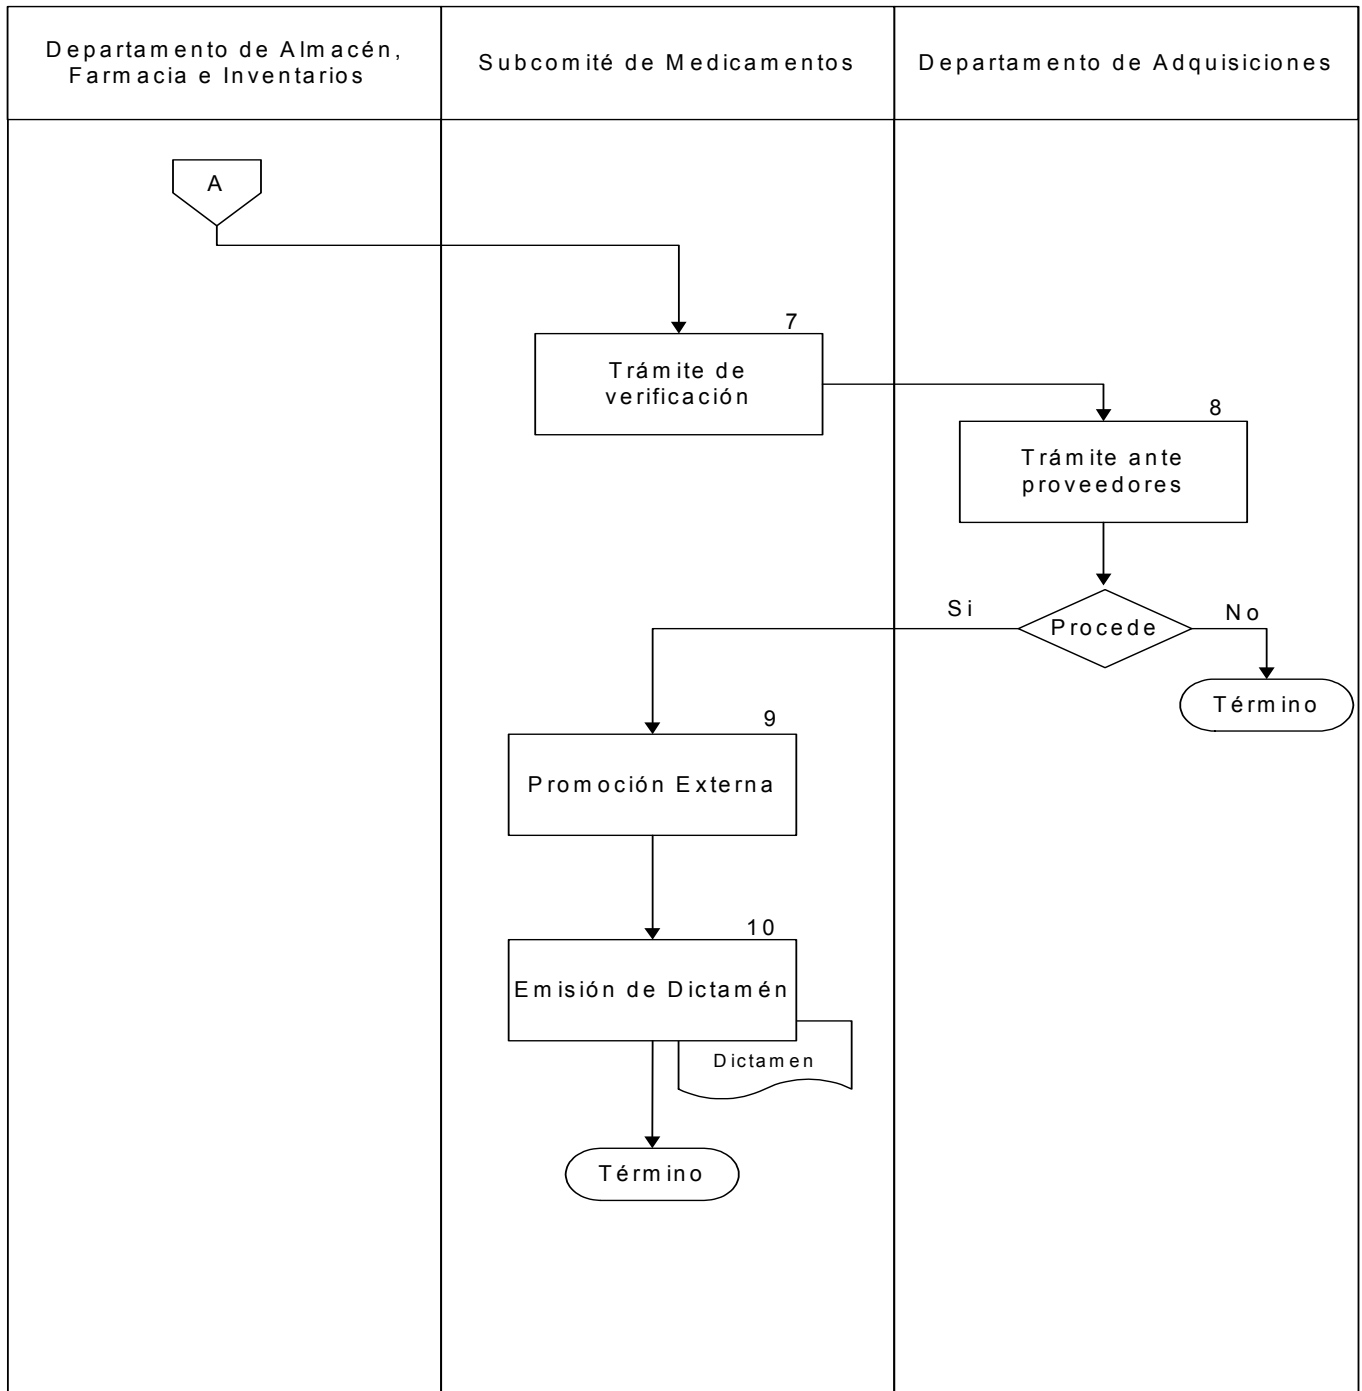 Departamento de Almacén,
Farmacia e Inventarios
Subcomité de Medicamentos
Departamento de Adquisiciones
A
7
Trámite de
verificación
8
Trámite ante
proveedores
Si
Procede
No
Término
9
Promoción Externa
10
Emisión de Dictamén
Dictamen
Término